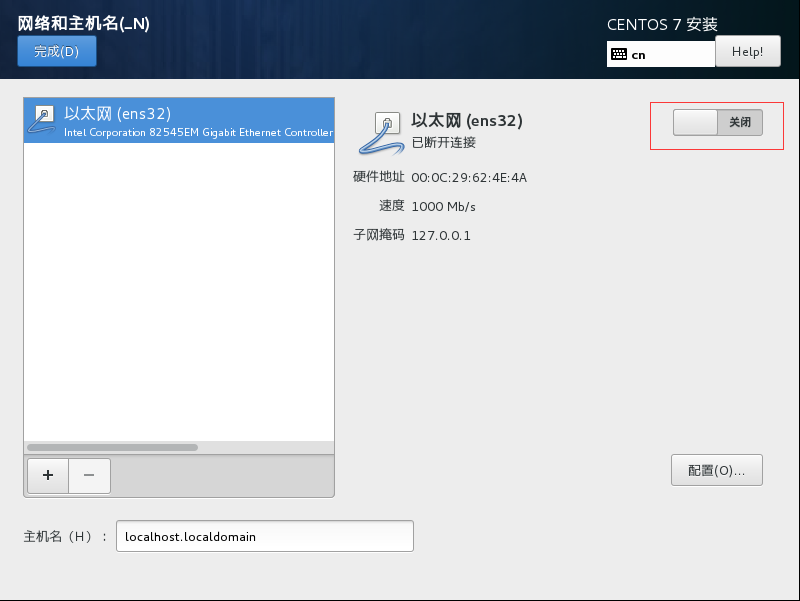 网络和主机名(_N)
完成(D)
CENTOS 7 安装
cn
Help!
以太网 (ens32)
Intel Corporation 82545EM Gigabit Ethernet Controller
以太网 (ens32)
已断开连接
关闭
硬件地址 00:0C:29:62:4E:4A
速度 1000 Mb/s
子网掩码 127.0.0.1
+ −
配置(O)...
主机名（H）： localhost.localdomain